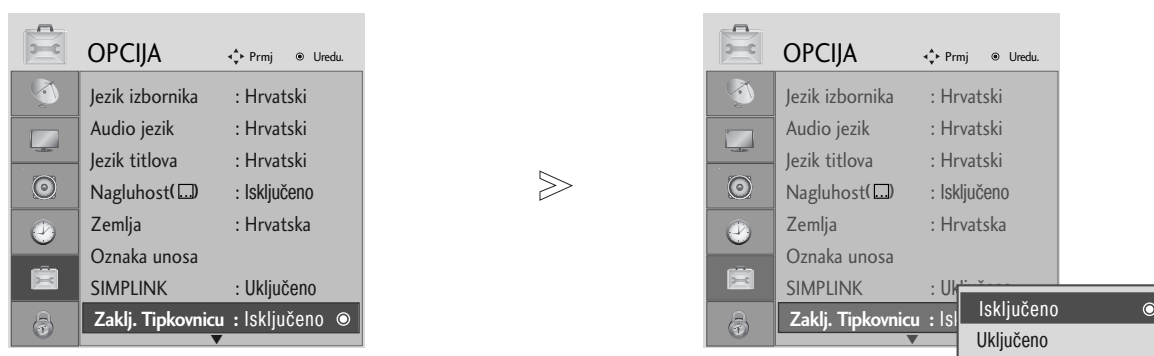 OPCIJA Prmj Uredu.
Jezik izbornika : Hrvatski
Audio jezik : Hrvatski
Jezik titlova : Hrvatski
Nagluhost( ) : Isključeno
Zemlja : Hrvatska
Oznaka unosa
SIMPLINK : Uključeno
Zaklj. Tipkovnicu : Isključeno
OPCIJA Prmj Uredu.
Jezik izbornika : Hrvatski
Audio jezik : Hrvatski
Jezik titlova : Hrvatski
Nagluhost( ) : Isključeno
Zemlja : Hrvatska
Oznaka unosa
SIMPLINK :
Zaklj. Tipkovnicu : Isl
Isključeno
Uključeno